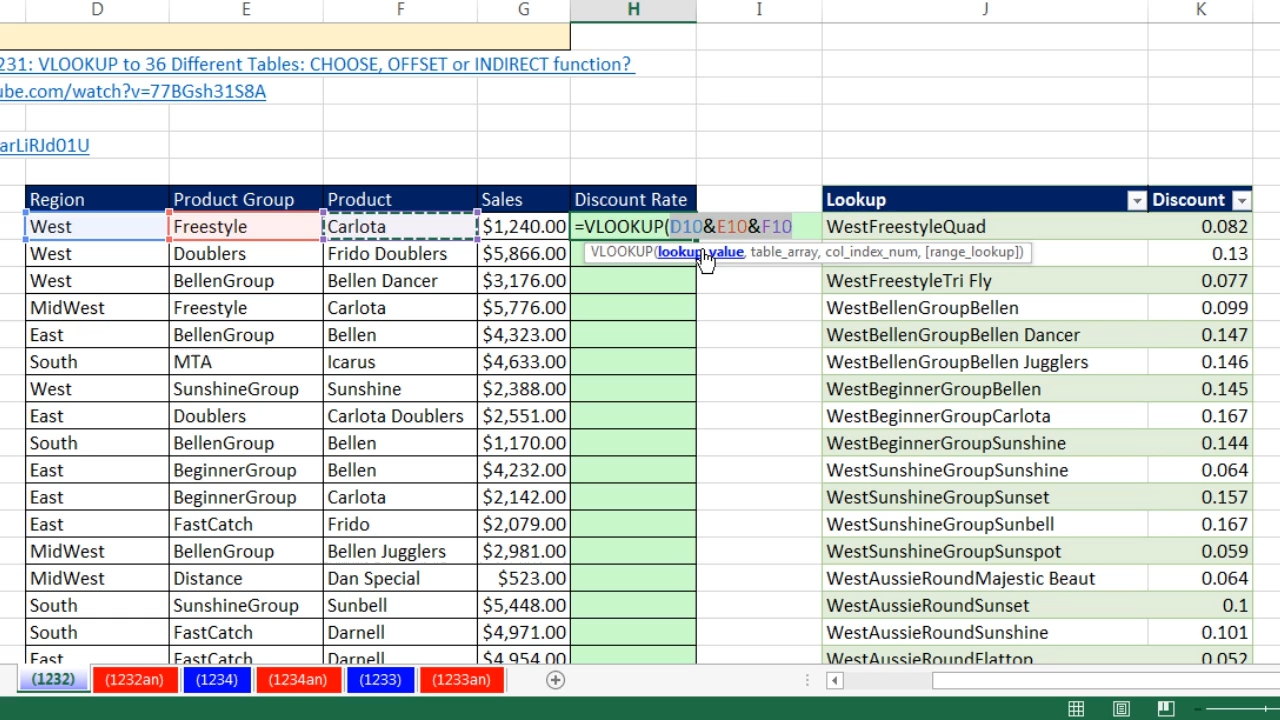 D E F G H I J K
231: VLOOKUP to 36 Different Tables: CHOOSE, OFFSET or INDIRECT function?
ube.com/watch?v=77BGsh31S8A
arLiRJd01U
Region Product Group Product Sales Discount Rate Lookup Discount
West Freestyle Carlota $1,240.00 =VLOOKUP(D10&E10&F10 WestFreestyleQuad 0.082
West Doublers Frido Doublers $5,866.00 VLOOKUP(lookup_value, table_array, col_index_num, [range_lookup]) 0.13
West BellenGroup Bellen Dancer $3,176.00 WestFreestyleTri Fly 0.077
MidWest Freestyle Carlota $5,776.00 WestBellenGroupBellen 0.099
East BellenGroup Bellen $4,323.00 WestBellenGroupBellen Dancer 0.147
South MTA Icarus $4,633.00 WestBellenGroupBellen Jugglers 0.146
West SunshineGroup Sunshine $2,388.00 WestBeginnerGroupBellen 0.145
East Doublers Carlota Doublers $2,551.00 WestBeginnerGroupCarlota 0.167
South BellenGroup Bellen $1,170.00 WestBeginnerGroupSunshine 0.144
East BeginnerGroup Bellen $4,232.00 WestSunshineGroupSunshine 0.064
East BeginnerGroup Carlota $2,142.00 WestSunshineGroupSunset 0.157
East FastCatch Frido $2,079.00 WestSunshineGroupSunbell 0.167
MidWest BellenGroup Bellen Jugglers $2,981.00 WestSunshineGroupSunspot 0.059
MidWest Distance Dan Special $523.00 WestAussieRoundMajestic Beaut 0.064
South SunshineGroup Sunbell $5,448.00 WestAussieRoundSunset 0.1
South FastCatch Darnell $4,971.00 WestAussieRoundSunshine 0.101
East FastCatch Darnell $4,954.00 WestAussieRoundFlattop 0.052
(1232) (1232an) (1234) (1234an) (1233) (1233an)